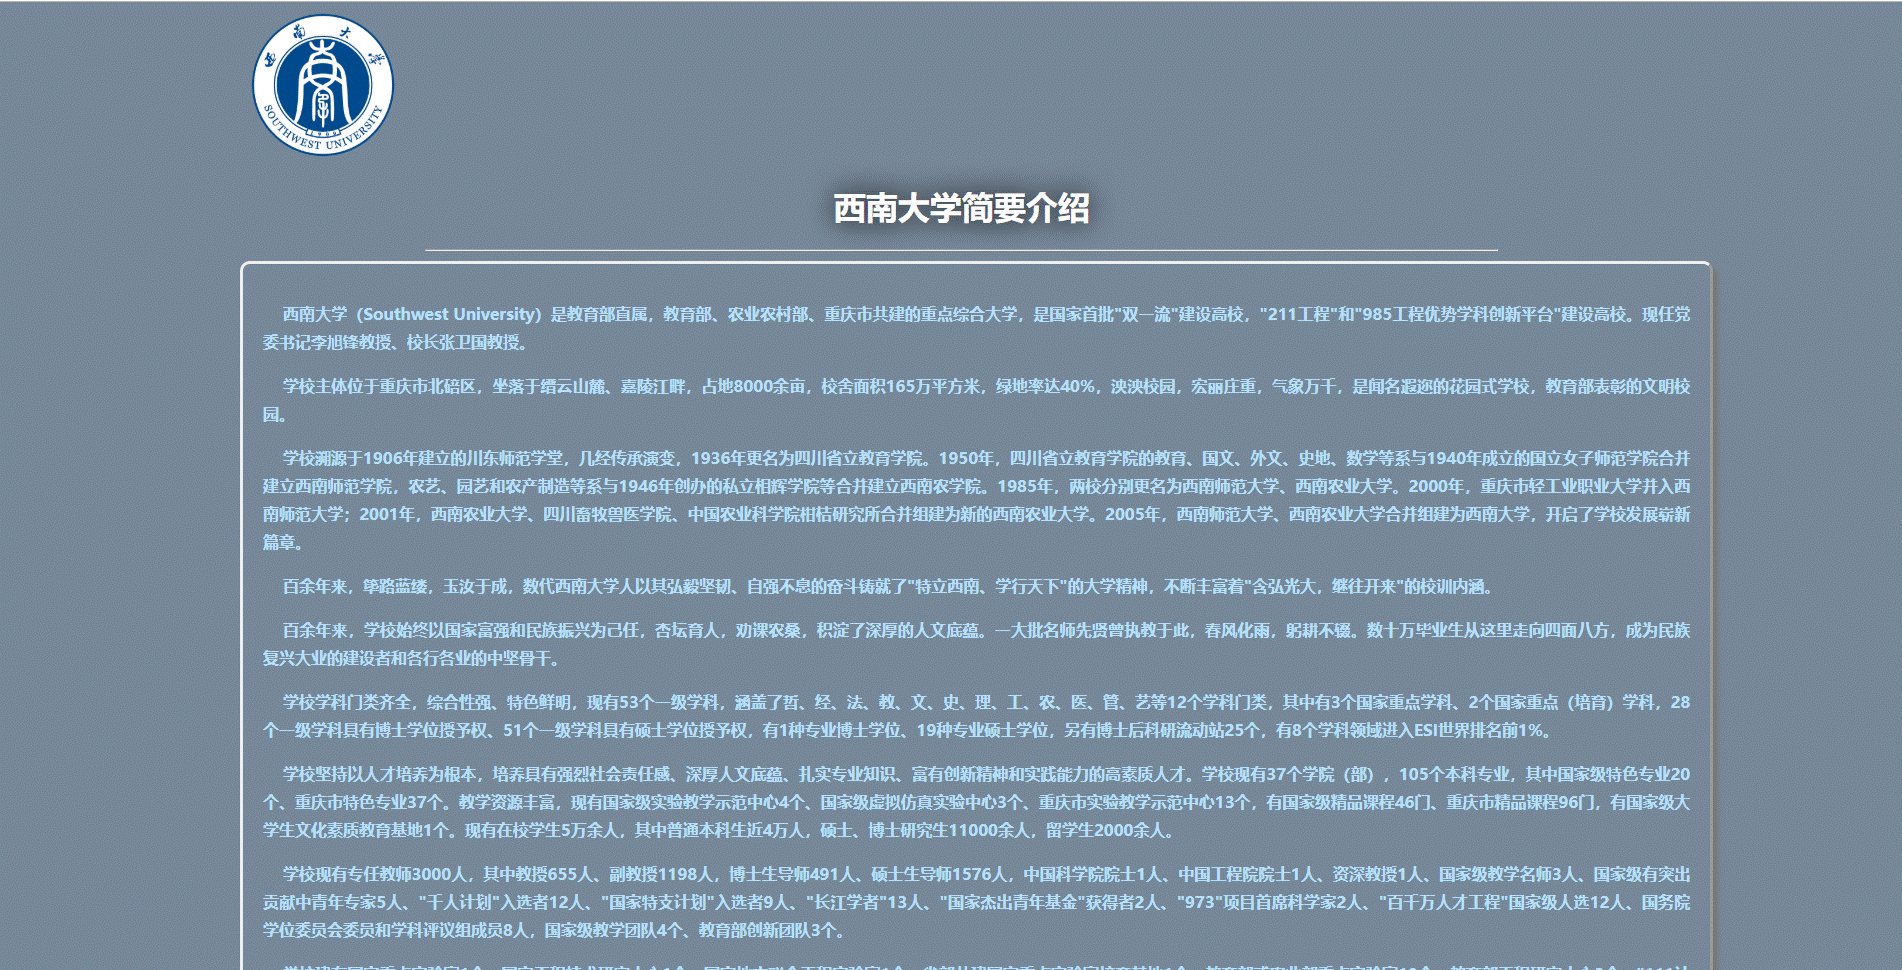 西南大学
SOUTHWEST UNIVERSITY
1906
西南大学简要介绍
西南大学（Southwest University）是教育部直属，教育部、农业农村部、重庆市共建的重点综合大学，是国家首批"双一流"建设高校，"211工程"和"985工程优势学科创新平台"建设高校。现任党
委书记李旭锋教授、校长张卫国教授。
学校主体位于重庆市北碚区，坐落于缙云山麓、嘉陵江畔，占地8000余亩，校舍面积165万平方米，绿地率达40%，泱泱校园，宏丽庄重，气象万千，是闻名遐迩的花园式学校，教育部表彰的文明校
园。
学校溯源于1906年建立的川东师范学堂，几经传承演变，1936年更名为四川省立教育学院。1950年，四川省立教育学院的教育、国文、外文、史地、数学等系与1940年成立的国立女子师范学院合并
建立西南师范学院，农艺、园艺和农产制造等系与1946年创办的私立相辉学院等合并建立西南农学院。1985年，两校分别更名为西南师范大学、西南农业大学。2000年，重庆市轻工业职业大学并入西
南师范大学；2001年，西南农业大学、四川畜牧兽医学院、中国农业科学院柑桔研究所合并组建为新的西南农业大学。2005年，西南师范大学、西南农业大学合并组建为西南大学，开启了学校发展崭新
篇章。
百余年来，筚路蓝缕，玉汝于成，数代西南大学人以其弘毅坚韧、自强不息的奋斗铸就了"特立西南、学行天下"的大学精神，不断丰富着"含弘光大，继往开来"的校训内涵。
百余年来，学校始终以国家富强和民族振兴为己任，杏坛育人，劝课农桑，积淀了深厚的人文底蕴。一大批名师先贤曾执教于此，春风化雨，躬耕不辍。数十万毕业生从这里走向四面八方，成为民族
复兴大业的建设者和各行各业的中坚骨干。
学校学科门类齐全，综合性强、特色鲜明，现有53个一级学科，涵盖了哲、经、法、教、文、史、理、工、农、医、管、艺等12个学科门类，其中有3个国家重点学科、2个国家重点（培育）学科，28
个一级学科具有博士学位授予权、51个一级学科具有硕士学位授予权，有1种专业博士学位、19种专业硕士学位，另有博士后科研流动站25个，有8个学科领域进入ESI世界排名前1%。
学校坚持以人才培养为根本，培养具有强烈社会责任感、深厚人文底蕴、扎实专业知识、富有创新精神和实践能力的高素质人才。学校现有37个学院（部），105个本科专业，其中国家级特色专业20
个、重庆市特色专业37个。教学资源丰富，现有国家级实验教学示范中心4个、国家级虚拟仿真实验中心3个、重庆市实验教学示范中心13个，有国家级精品课程46门、重庆市精品课程96门，有国家级大
学生文化素质教育基地1个。现有在校学生5万余人，其中普通本科生近4万人，硕士、博士研究生11000余人，留学生2000余人。
学校现有专任教师3000人，其中教授655人、副教授1198人，博士生导师491人、硕士生导师1576人，中国科学院院士1人、中国工程院院士1人、资深教授1人、国家级教学名师3人、国家级有突出
贡献中青年专家5人、"千人计划"入选者12人、"国家特支计划"入选者9人、"长江学者"13人、"国家杰出青年基金"获得者2人、"973"项目首席科学家2人、"百千万人才工程"国家级人选12人、国务院
学位委员会委员和学科评议组成员8人，国家级教学团队4个、教育部创新团队3个。